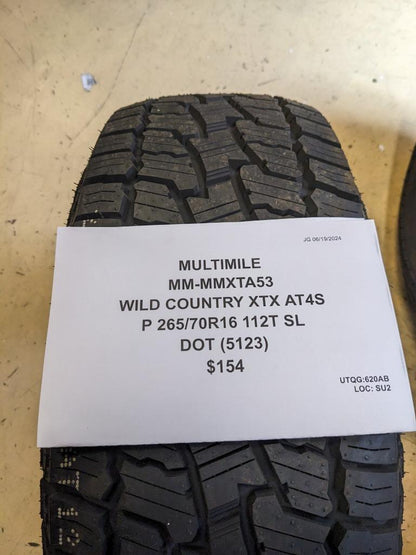 JG 06/19/2024
MULTIMILE
MM-MMXTA53
WILD COUNTRY XTX AT4S
P 265/70R16 112T SL
DOT (5123)
$154
UTQG:620AB
LOC: SU2